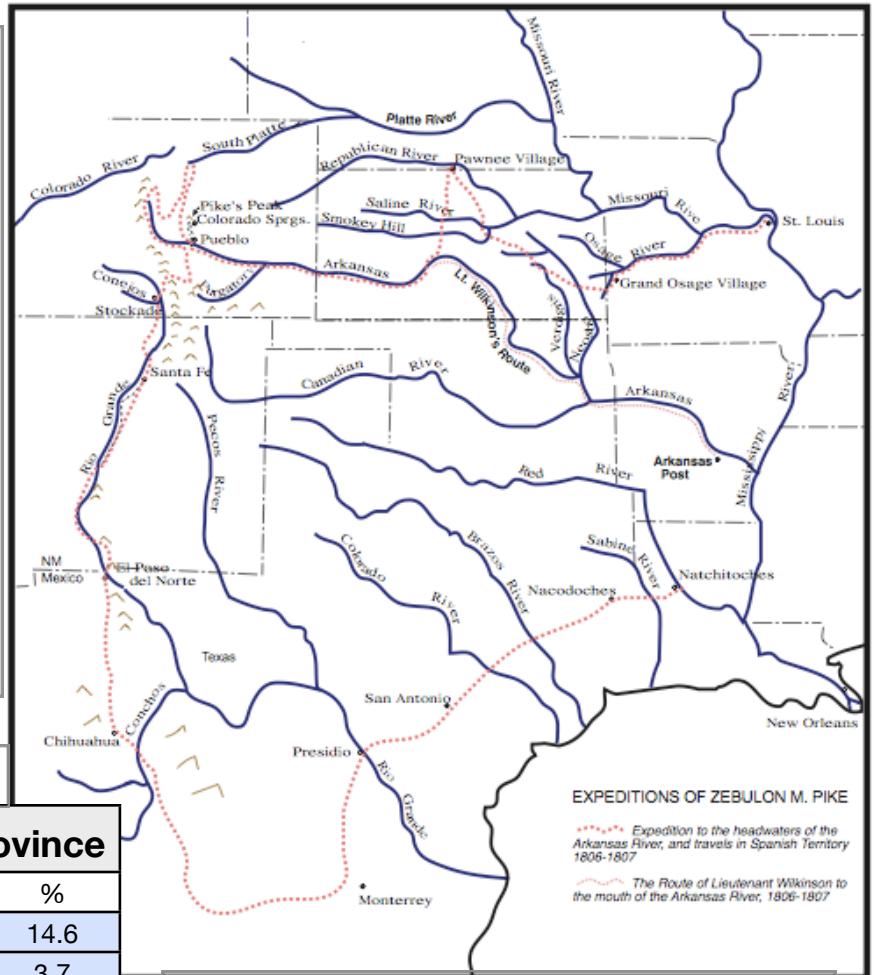 Missouri River
Platte River
South Platte
Republican River
Pawnee Village
Colorado River
Saline River
Missouri
Rive
Pike's Peak
Colorado Sprgs.
Smokey Hill
St. Louis
Osage River
Pueblo
Arkansas
Grand Osage Village
Conejos
Purgatory
Stockade
Lt. Wilkinson's Route
Verdigris
Neosho
Santa Fe
Canadian River
Arkansas
Rio Grande
Pecos River
Mississippi River
Arkansas
Post
Red River
Brazos River
Sabine River
Colorado River
Natchitoches
NM
Mexico
El Paso
del Norte
Nacodoches
Texas
San Antonio
Conchos
Chihuahua
New Orleans
Presidio
Rio Grande
EXPEDITIONS OF ZEBULON M. PIKE
Expedition to the headwaters of the
Arkansas River, and travels in Spanish Territory
1806-1807
The Route of Lieutenant Wilkinson to
the mouth of the Arkansas River, 1806-1807
Monterrey
ovince
%
14.6
3.7